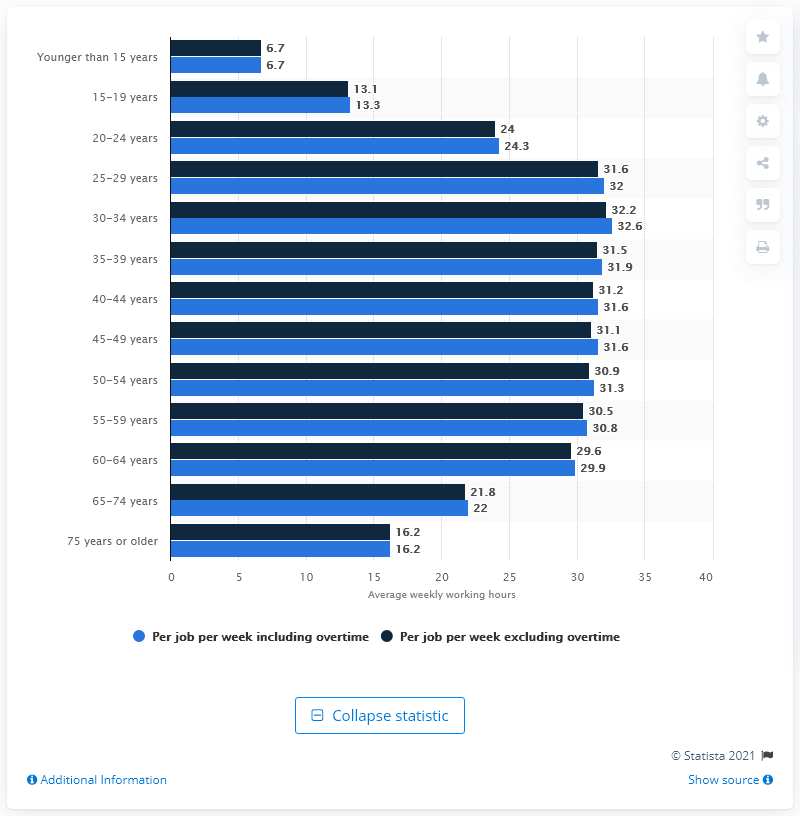 Younger than 15 years
6.7
6.7
15–19 years
13.1
13.3
20–24 years
24
24.3
25–29 years
31.6
32
30–34 years
32.2
32.6
35–39 years
31.5
31.9
40–44 years
31.2
31.6
45–49 years
31.1
31.6
50–54 years
30.9
31.3
55–59 years
30.5
30.8
60–64 years
29.6
29.9
65–74 years
21.8
22
75 years or older
16.2
16.2
0 5 10 15 20 25 30 35 40
Average weekly working hours
Per job per week including overtime Per job per week excluding overtime
Collapse statistic
© Statista 2021
Additional Information Show source